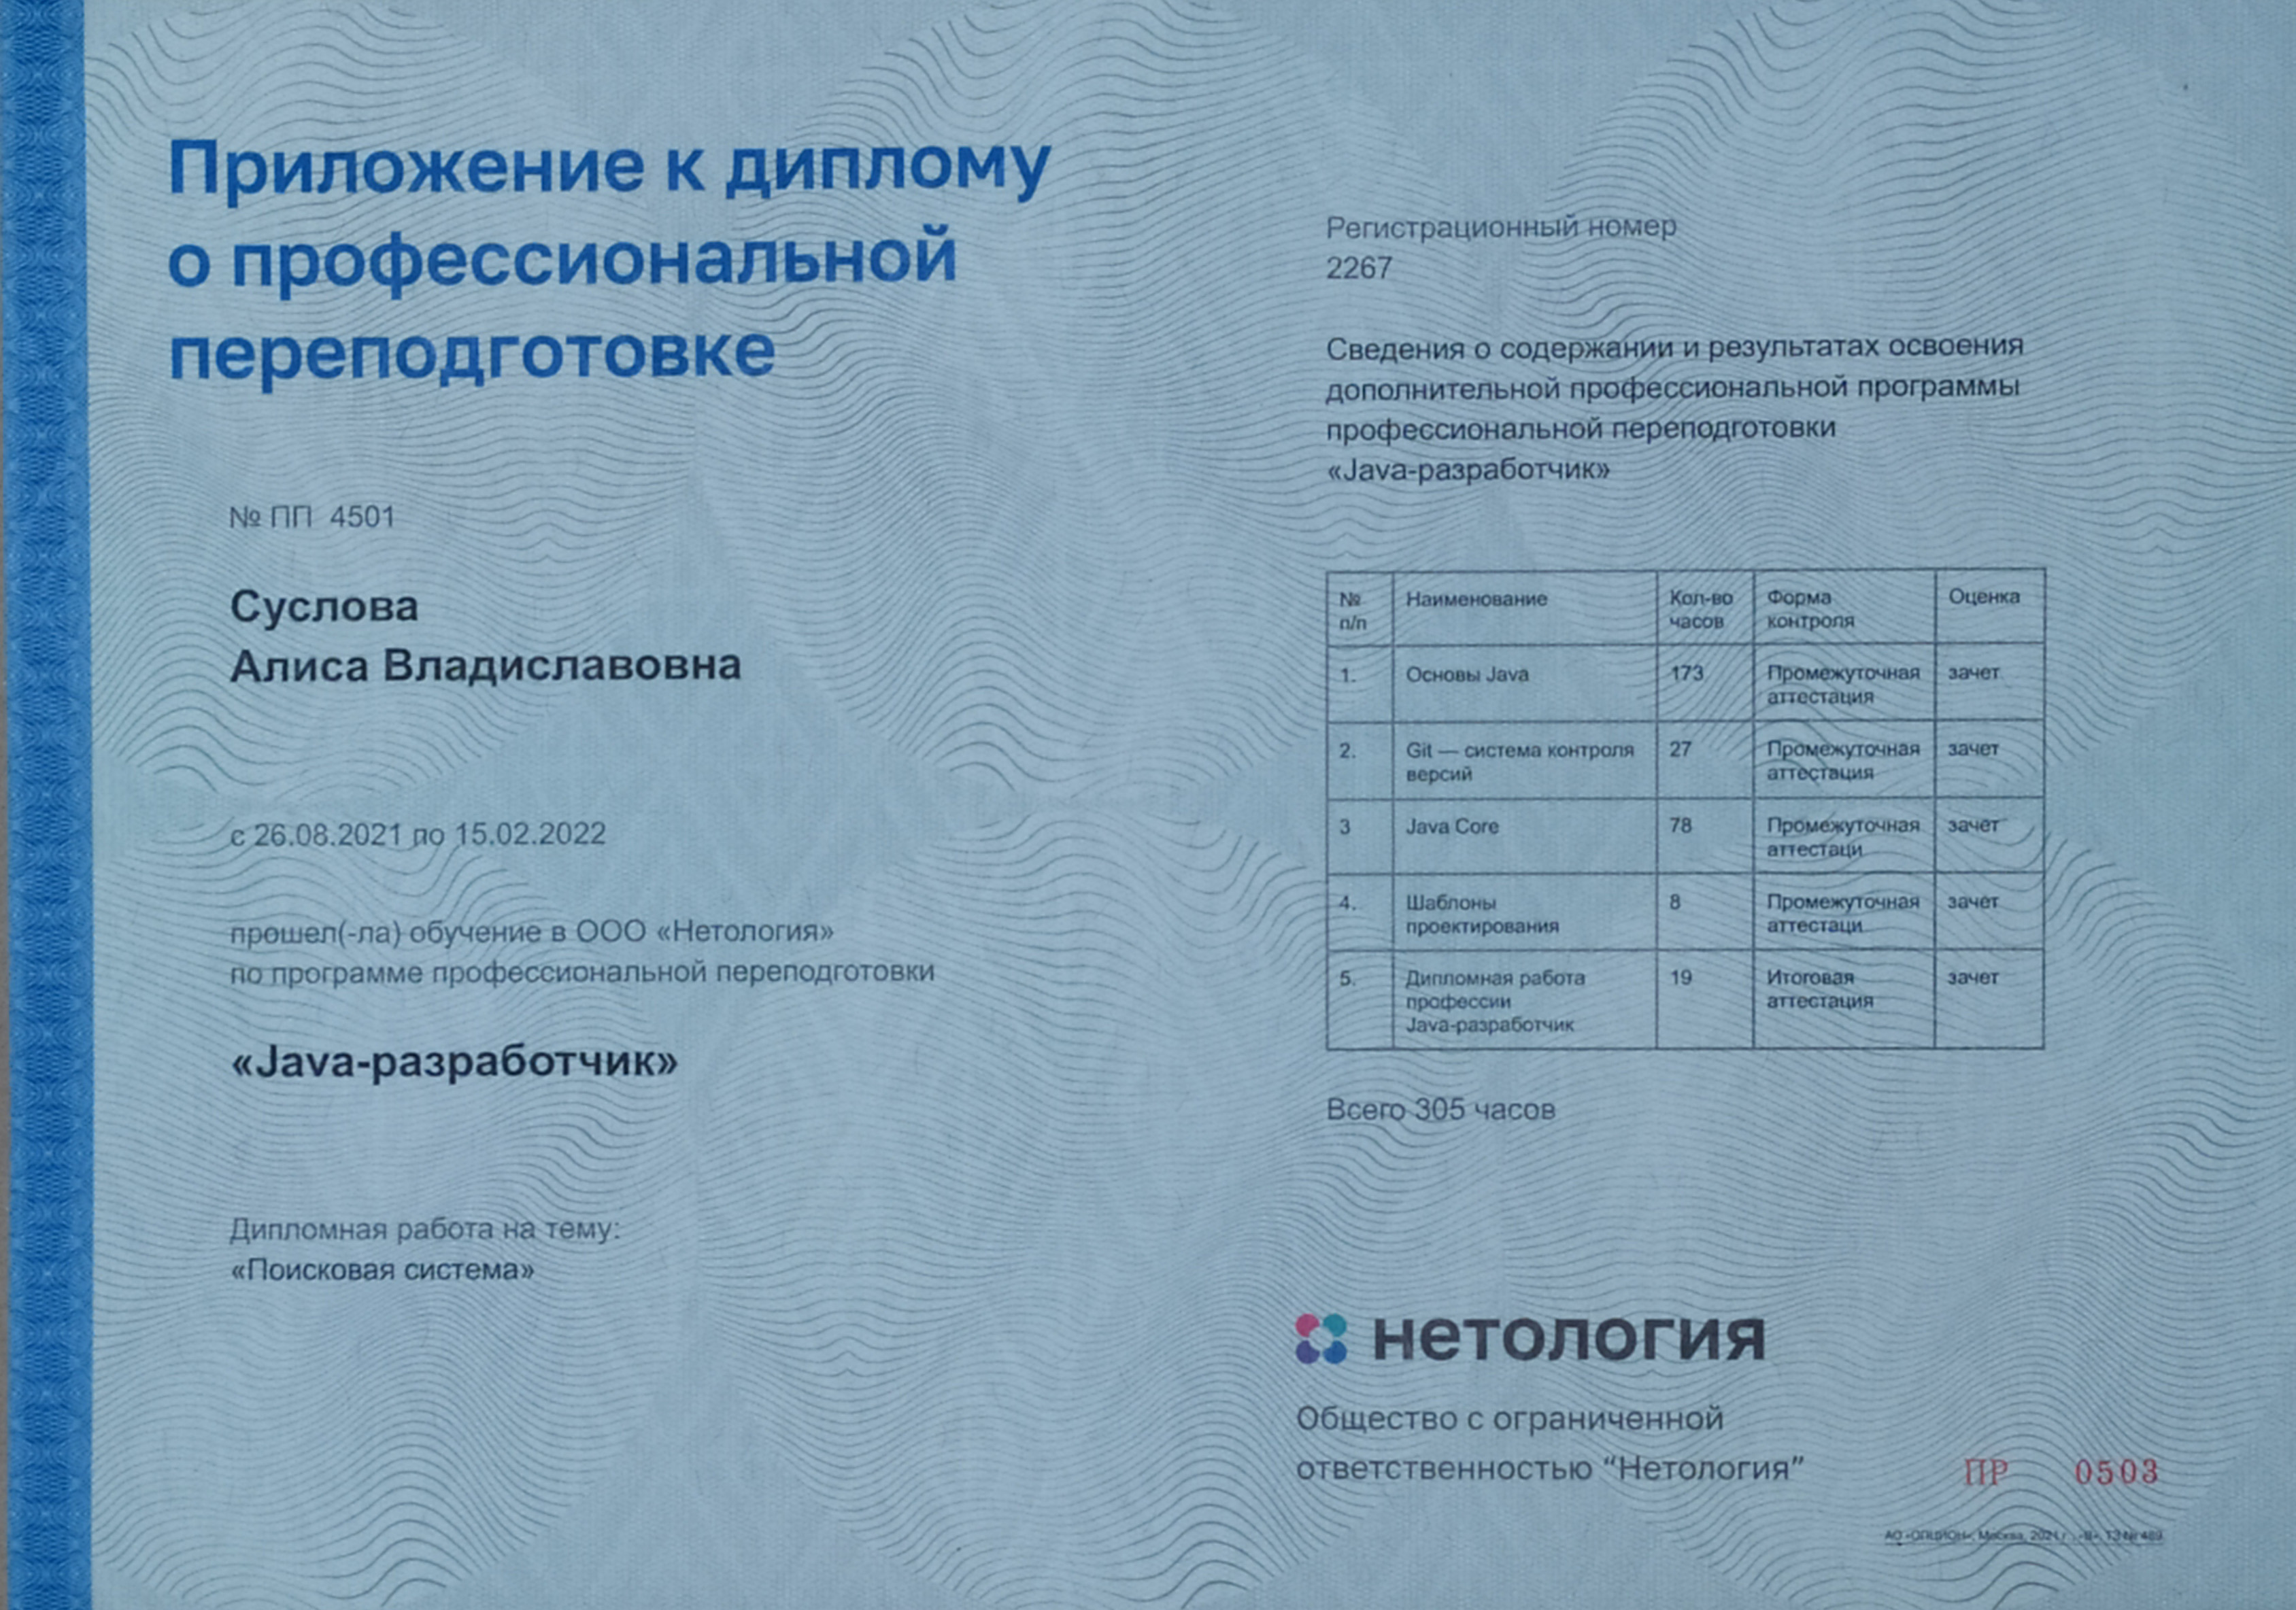 Приложение к диплому
о профессиональной
переподготовке
№ ПП 4501
Суслова
Алиса Владиславовна
с 26.08.2021 по 15.02.2022
прошел(-ла) обучение в ООО «Нетология»
по программе профессиональной переподготовки
«Java-разработчик»
Дипломная работа на тему:
«Поисковая система»
Регистрационный номер
2267
Сведения о содержании и результатах освоения
дополнительной профессиональной программы
профессиональной переподготовки
«Java-разработчик»
№ п/п Наименование Кол-во часов Форма контроля Оценка
1. Основы Java 173 Промежуточная аттестация зачет
2. Git — система контроля версий 27 Промежуточная аттестация зачет
3 Java Core 78 Промежуточная аттестаци зачет
4. Шаблоны проектирования 8 Промежуточная аттестаци зачет
5. Дипломная работа профессии Java-разработчик 19 Итоговая аттестация зачет
Всего 305 часов
нетология
Общество с ограниченной
ответственностью “Нетология”
ПР 0503
АО «ОПЦИОН», Москва, 2021 г., «В», ТЗ № 489